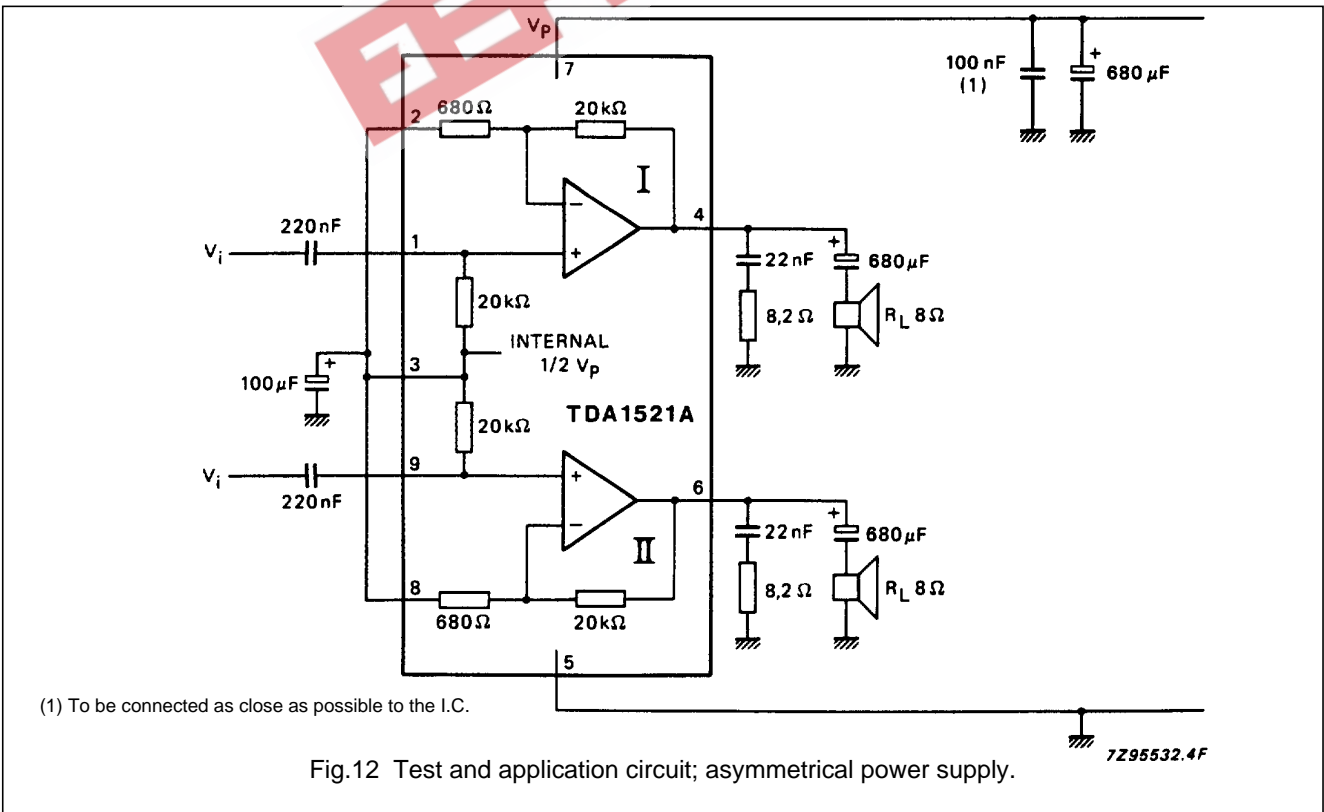 Vp
7
100 nF
(1)
+
680 µF
2
680Ω
20kΩ
I
220nF
Vi
1
−
+
4
+
22nF
680µF
20kΩ
8,2 Ω
RL 8Ω
INTERNAL
1/2 Vp
3
+
100µF
TDA1521A
20kΩ
9
Vi
220nF
+
−
6
+
22nF
680µF
II
8,2 Ω
RL 8Ω
8
680Ω
20kΩ
5
(1) To be connected as close as possible to the I.C.
7Z95532.4F
Fig.12 Test and application circuit; asymmetrical power supply.